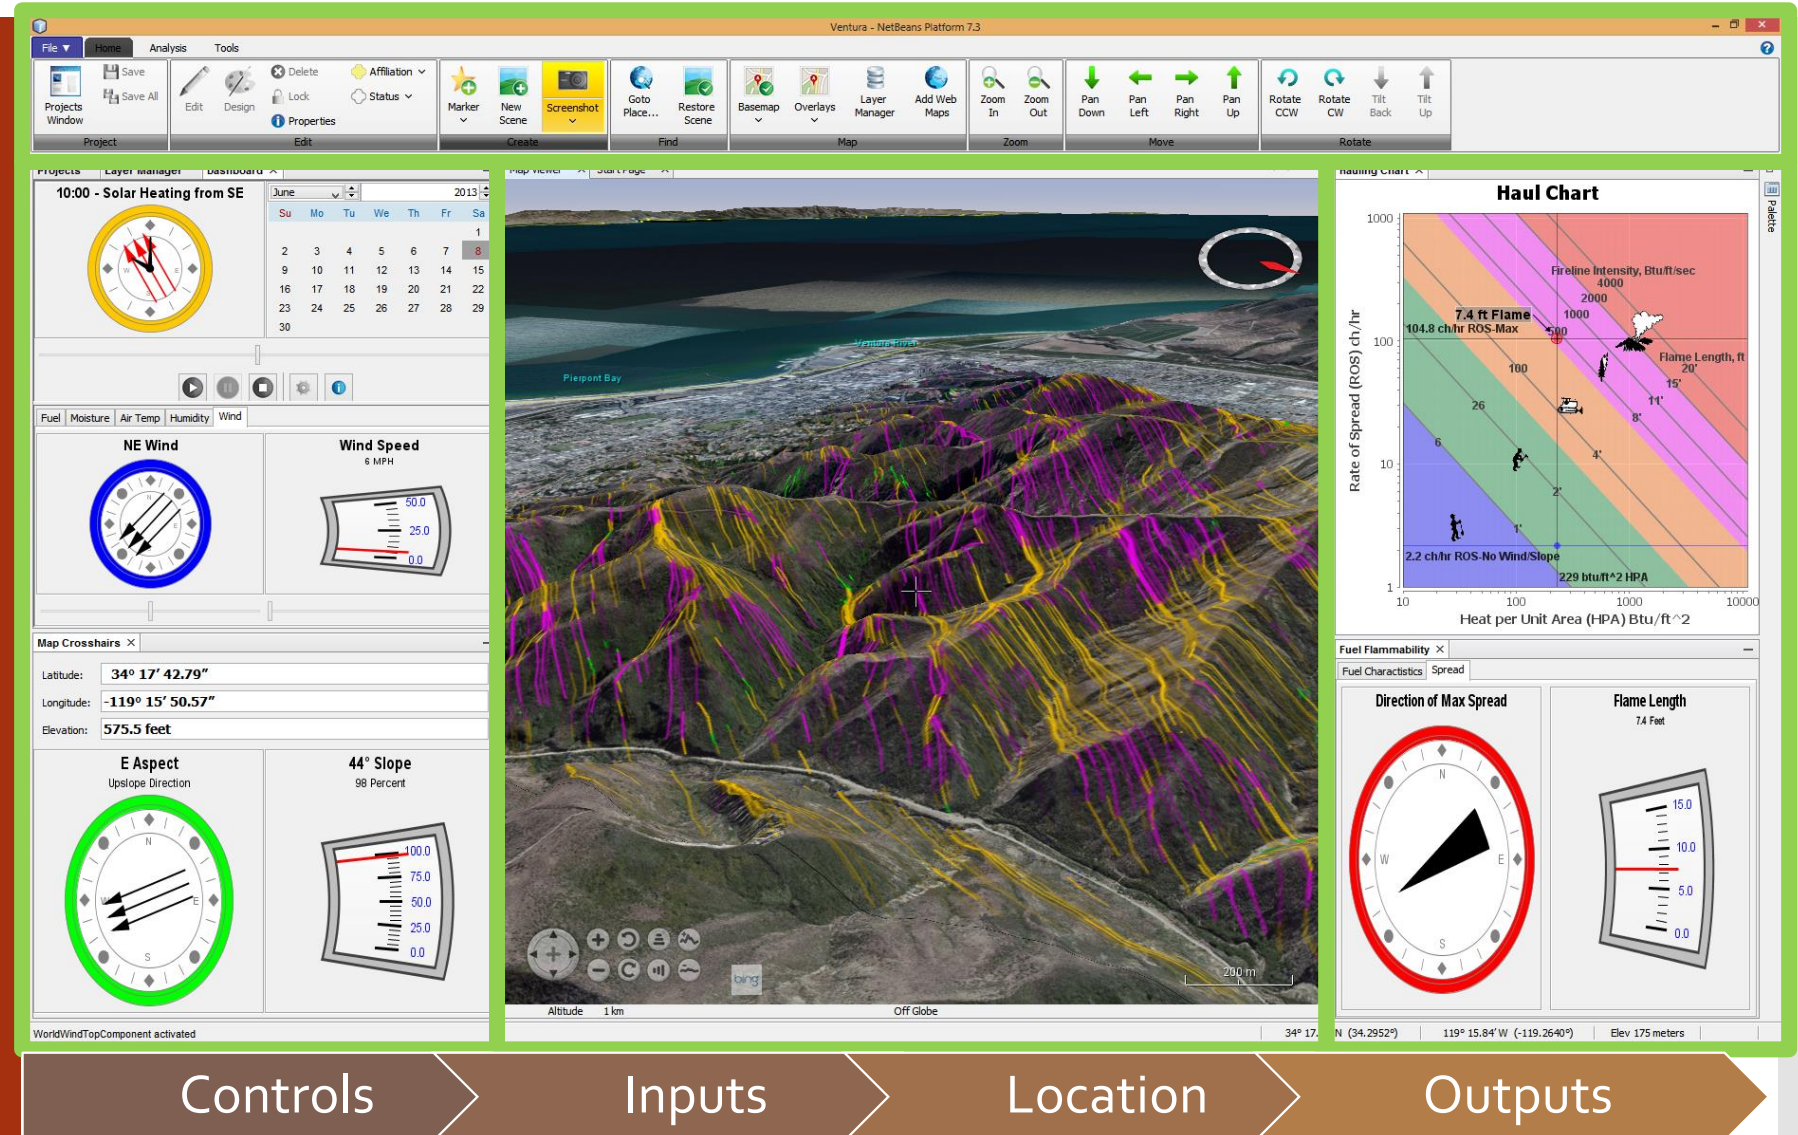 Ventura - NetBeans Platform 7.3
File ▼ Home Analysis Tools
Projects Window
Save
Save All
Project
Edit
Design
Delete
Lock
Properties
Affiliation
Status
Edit
Marker
New Scene
Screenshot
Create
Goto Place...
Restore Scene
Find
Basemap
Overlays
Layer Manager
Add Web Maps
Map
Zoom In
Zoom Out
Zoom
Pan Down
Pan Left
Pan Right
Pan Up
Move
Rotate CCW
Rotate CW
Tilt Back
Tilt Up
Rotate
Projects Layer Manager Dashboard ×
10:00 - Solar Heating from SE
June 2013
Su Mo Tu We Th Fr Sa
1
2 3 4 5 6 7 8
9 10 11 12 13 14 15
16 17 18 19 20 21 22
23 24 25 26 27 28 29
30
Fuel Moisture Air Temp Humidity Wind
NE Wind
N
E
Wind Speed
6 MPH
50.0
25.0
0.0
Map Crosshairs ×
Latitude: 34º 17' 42.79"
Longitude: -119º 15' 50.57"
Elevation: 575.5 feet
E Aspect
Upslope Direction
N
W E
S
44° Slope
98 Percent
100.0
75.0
50.0
25.0
0.0
WorldWindTopComponent activated
Map Viewer × Start Page ×
Ventura River
Pierpont Bay
bing
200 m
Altitude 1 km Off Globe
34° 17.
Hauling Chart ×
Palette
Haul Chart
Rate of Spread (ROS) ch/hr
1000
100
10
1
Fireline Intensity, Btu/ft/sec
4000
2000
1000
500
7.4 ft Flame
104.8 ch/hr ROS-Max
100
26
6
Flame Length, ft
20'
15'
11'
8'
4'
2'
1'
2.2 ch/hr ROS-No Wind/Slope
229 btu/ft^2 HPA
10 100 1000 10000
Heat per Unit Area (HPA) Btu/ft^2
Fuel Flammability ×
Fuel Charactistics Spread
Direction of Max Spread
N
W E
S
Flame Length
7.4 Feet
15.0
10.0
5.0
0.0
N (34.2952°) 119° 15.84' W (-119.2640°) Elev 175 meters
Controls Inputs Location Outputs